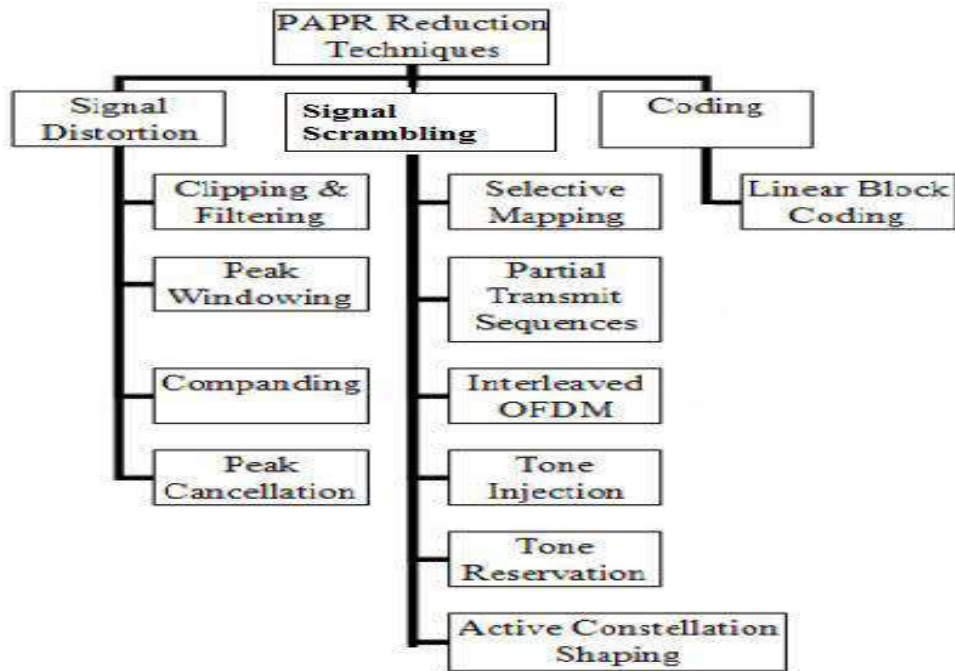 PAPR Reduction
Techniques
Signal
Distortion
Signal
Scrambling
Coding
Clipping &
Filtering
Peak
Windowing
Companding
Peak
Cancellation
Selective
Mapping
Partial
Transmit
Sequences
Interleaved
OFDM
Tone
Injection
Tone
Reservation
Active Constellation
Shaping
Linear Block
Coding